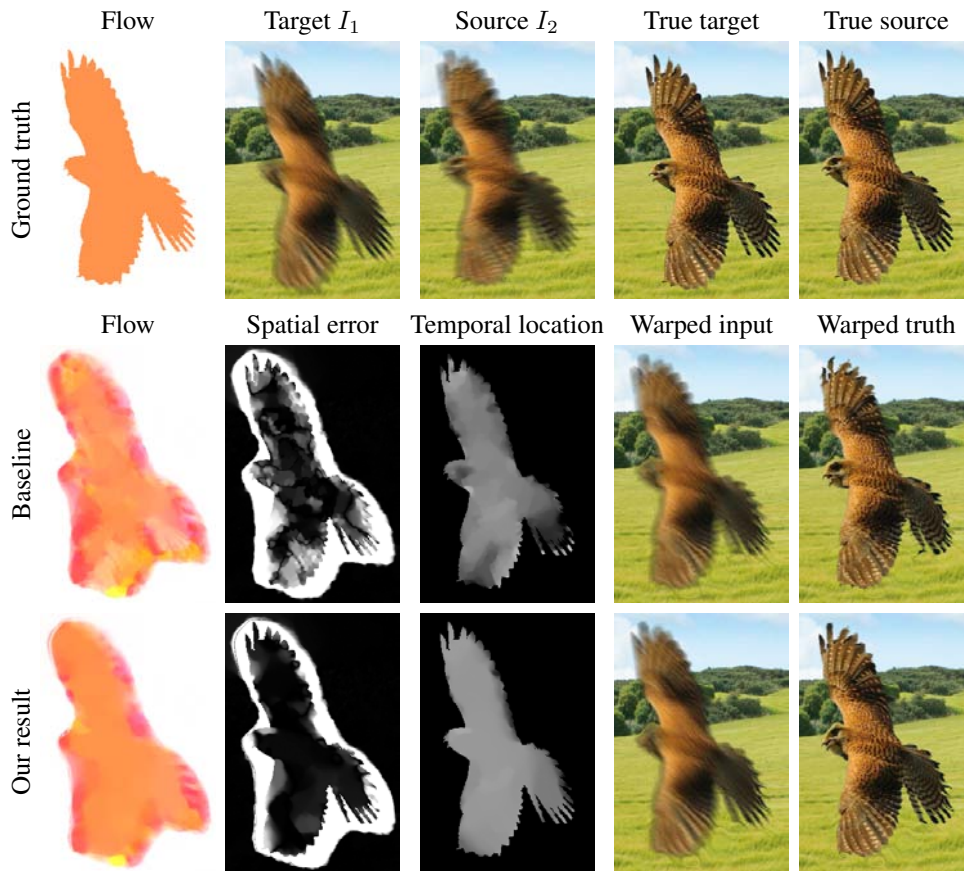 Flow Target I₁ Source I₂ True target True source
Ground truth
Flow Spatial error Temporal location Warped input Warped truth
Baseline
Our result